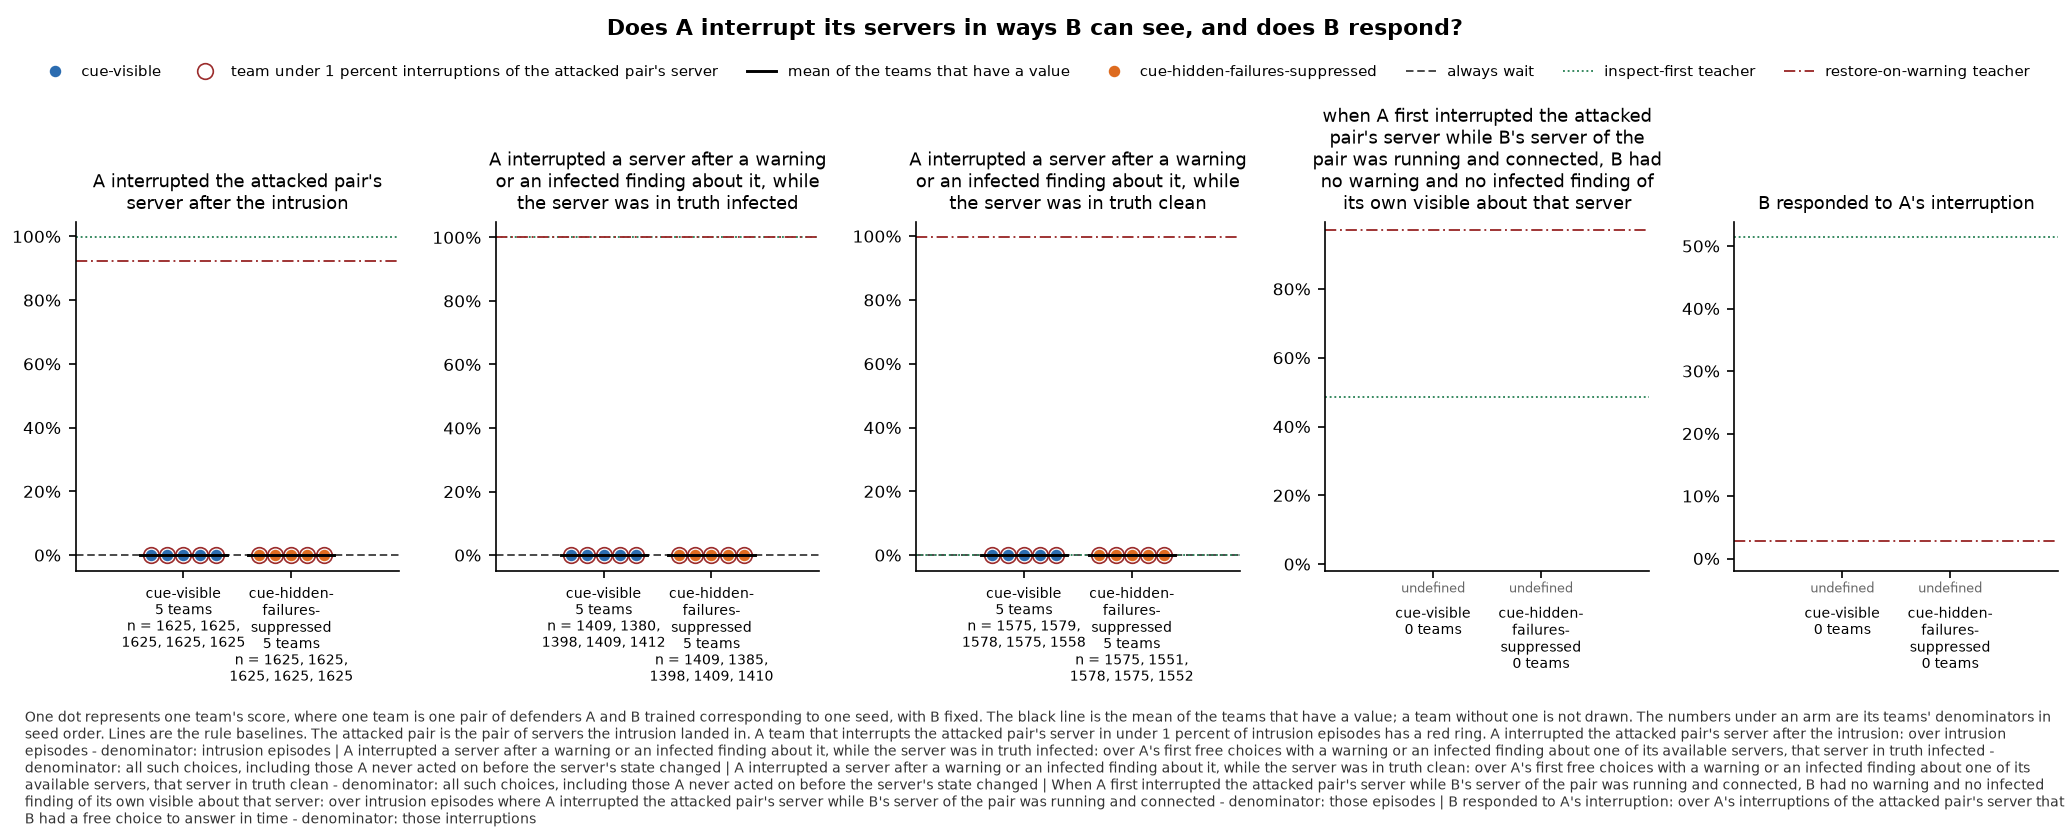 Does A interrupt its servers in ways B can see, and does B respond?
cue-visible
team under 1 percent interruptions of the attacked pair's server
mean of the teams that have a value
cue-hidden-failures-suppressed
always wait
inspect-first teacher
restore-on-warning teacher
A interrupted the attacked pair's
server after the intrusion
100%
80%
60%
40%
20%
0%
cue-visible
5 teams
n = 1625, 1625,
1625, 1625, 1625
cue-hidden-
failures-
suppressed
5 teams
n = 1625, 1625,
1625, 1625, 1625
A interrupted a server after a warning
or an infected finding about it, while
the server was in truth infected
100%
80%
60%
40%
20%
0%
cue-visible
5 teams
n = 1409, 1380,
1398, 1409, 1412
cue-hidden-
failures-
suppressed
5 teams
n = 1409, 1385,
1398, 1409, 1410
A interrupted a server after a warning
or an infected finding about it, while
the server was in truth clean
100%
80%
60%
40%
20%
0%
cue-visible
5 teams
n = 1575, 1579,
1578, 1575, 1558
cue-hidden-
failures-
suppressed
5 teams
n = 1575, 1551,
1578, 1575, 1552
when A first interrupted the attacked
pair's server while B's server of the
pair was running and connected, B had
no warning and no infected finding of
its own visible about that server
80%
60%
40%
20%
0%
undefined
cue-visible
0 teams
undefined
cue-hidden-
failures-
suppressed
0 teams
B responded to A's interruption
50%
40%
30%
20%
10%
0%
undefined
cue-visible
0 teams
undefined
cue-hidden-
failures-
suppressed
0 teams
One dot represents one team's score, where one team is one pair of defenders A and B trained corresponding to one seed, with B fixed. The black line is the mean of the teams that have a value; a team without one is not drawn. The numbers under an arm are its teams' denominators in
seed order. Lines are the rule baselines. The attacked pair is the pair of servers the intrusion landed in. A team that interrupts the attacked pair's server in under 1 percent of intrusion episodes has a red ring. A interrupted the attacked pair's server after the intrusion: over intrusion
episodes - denominator: intrusion episodes | A interrupted a server after a warning or an infected finding about it, while the server was in truth infected: over A's first free choices with a warning or an infected finding about one of its available servers, that server in truth infected -
denominator: all such choices, including those A never acted on before the server's state changed | A interrupted a server after a warning or an infected finding about it, while the server was in truth clean: over A's first free choices with a warning or an infected finding about one of its
available servers, that server in truth clean - denominator: all such choices, including those A never acted on before the server's state changed | When A first interrupted the attacked pair's server while B's server of the pair was running and connected, B had no warning and no infected
finding of its own visible about that server: over intrusion episodes where A interrupted the attacked pair's server while B's server of the pair was running and connected - denominator: those episodes | B responded to A's interruption: over A's interruptions of the attacked pair's server that
B had a free choice to answer in time - denominator: those interruptions